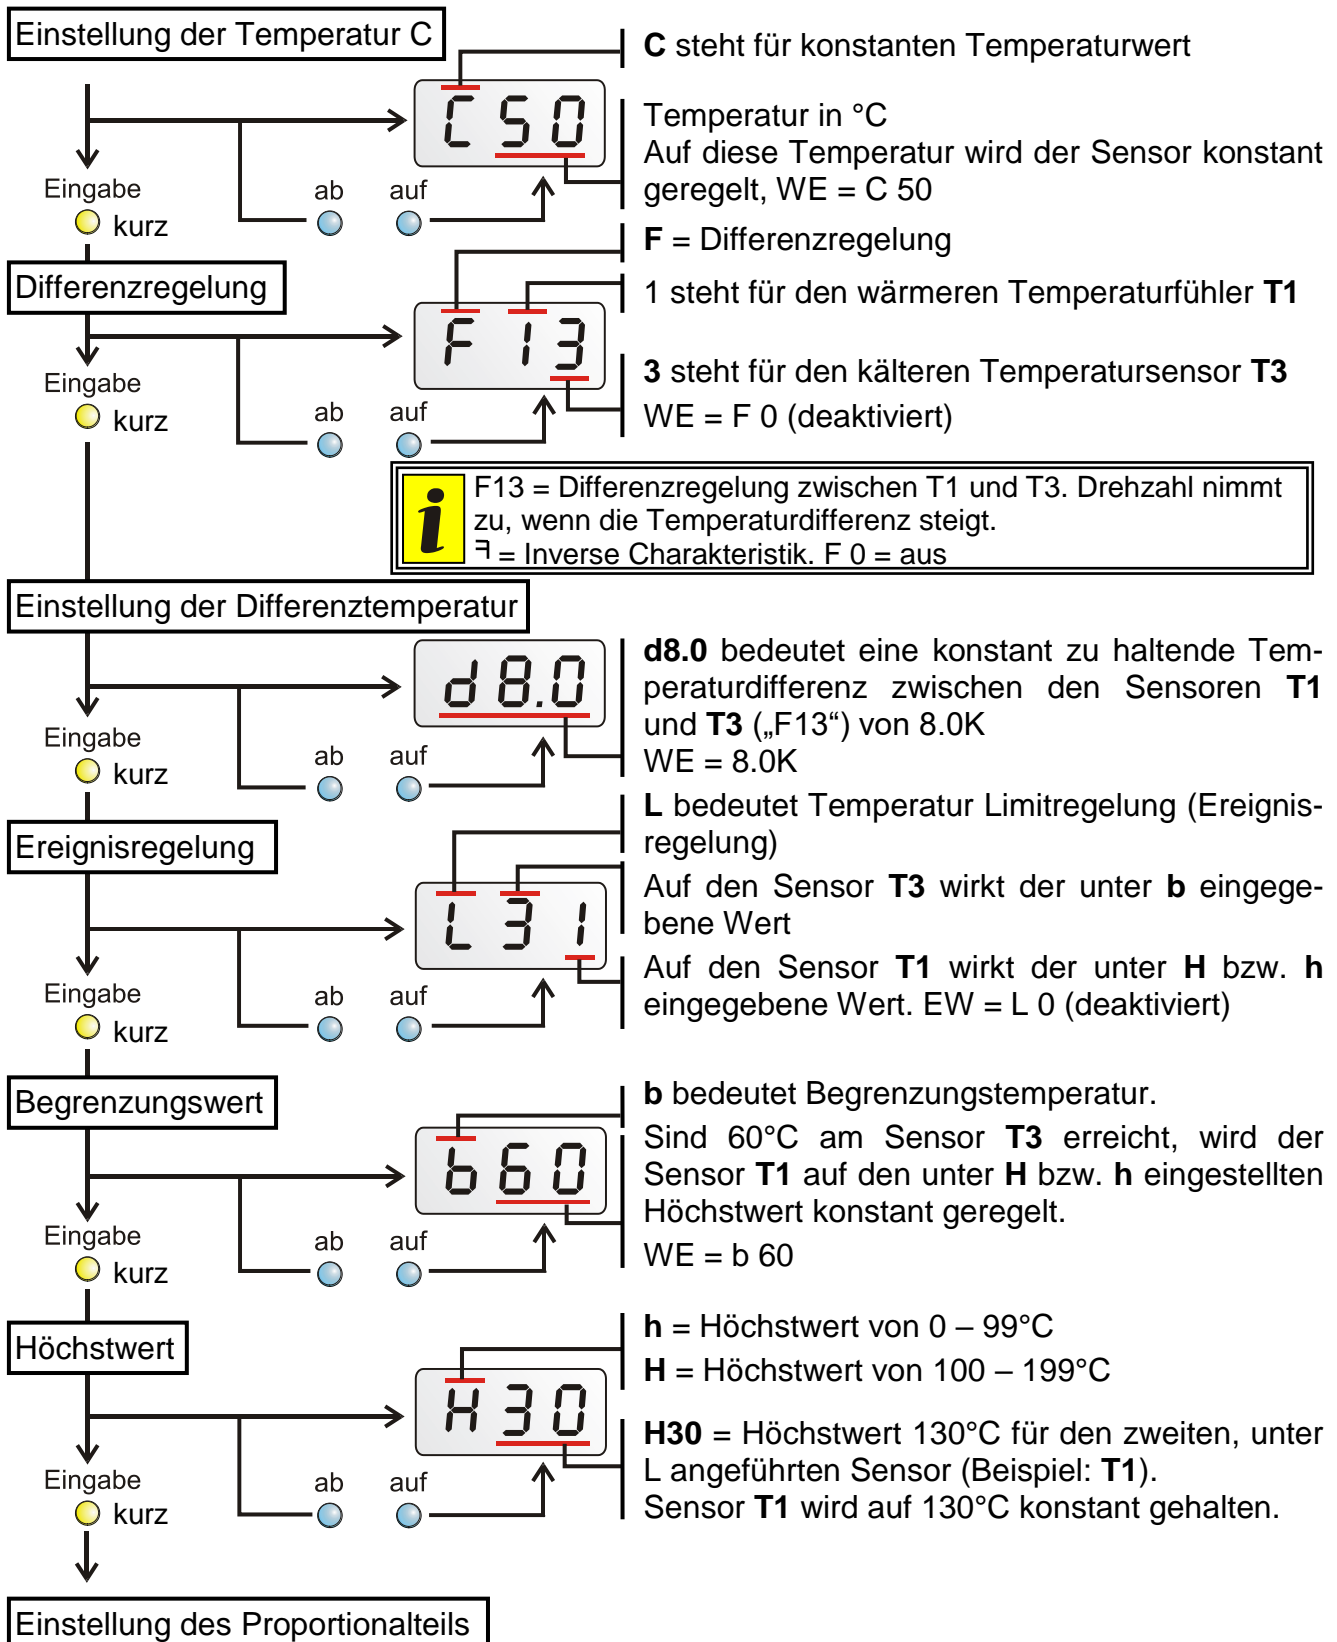 Einstellung der Temperatur C
C steht für konstanten Temperaturwert
C 50
Temperatur in °C
Auf diese Temperatur wird der Sensor konstant
geregelt, WE = C 50
Eingabe
kurz
ab
auf
F = Differenzregelung
Differenzregelung
1 steht für den wärmeren Temperaturfühler T1
F 13
3 steht für den kälteren Temperatursensor T3
WE = F 0 (deaktiviert)
Eingabe
kurz
ab
auf
i
F13 = Differenzregelung zwischen T1 und T3. Drehzahl nimmt
zu, wenn die Temperaturdifferenz steigt.
ꟻ = Inverse Charakteristik. F 0 = aus
Einstellung der Differenztemperatur
d8.0
d8.0 bedeutet eine konstant zu haltende Tem-
peraturdifferenz zwischen den Sensoren T1
und T3 („F13“) von 8.0K
WE = 8.0K
Eingabe
kurz
ab
auf
L bedeutet Temperatur Limitregelung (Ereignis-
regelung)
Ereignisregelung
L 31
Auf den Sensor T3 wirkt der unter b eingege-
bene Wert
Auf den Sensor T1 wirkt der unter H bzw. h
eingegebene Wert. EW = L 0 (deaktiviert)
Eingabe
kurz
ab
auf
Begrenzungswert
b bedeutet Begrenzungstemperatur.
b60
Sind 60°C am Sensor T3 erreicht, wird der
Sensor T1 auf den unter H bzw. h eingestellten
Höchstwert konstant geregelt.
WE = b 60
Eingabe
kurz
ab
auf
Höchstwert
h = Höchstwert von 0 – 99°C
H = Höchstwert von 100 – 199°C
H30
H30 = Höchstwert 130°C für den zweiten, unter
L angeführten Sensor (Beispiel: T1).
Sensor T1 wird auf 130°C konstant gehalten.
Eingabe
kurz
ab
auf
Einstellung des Proportionalteils